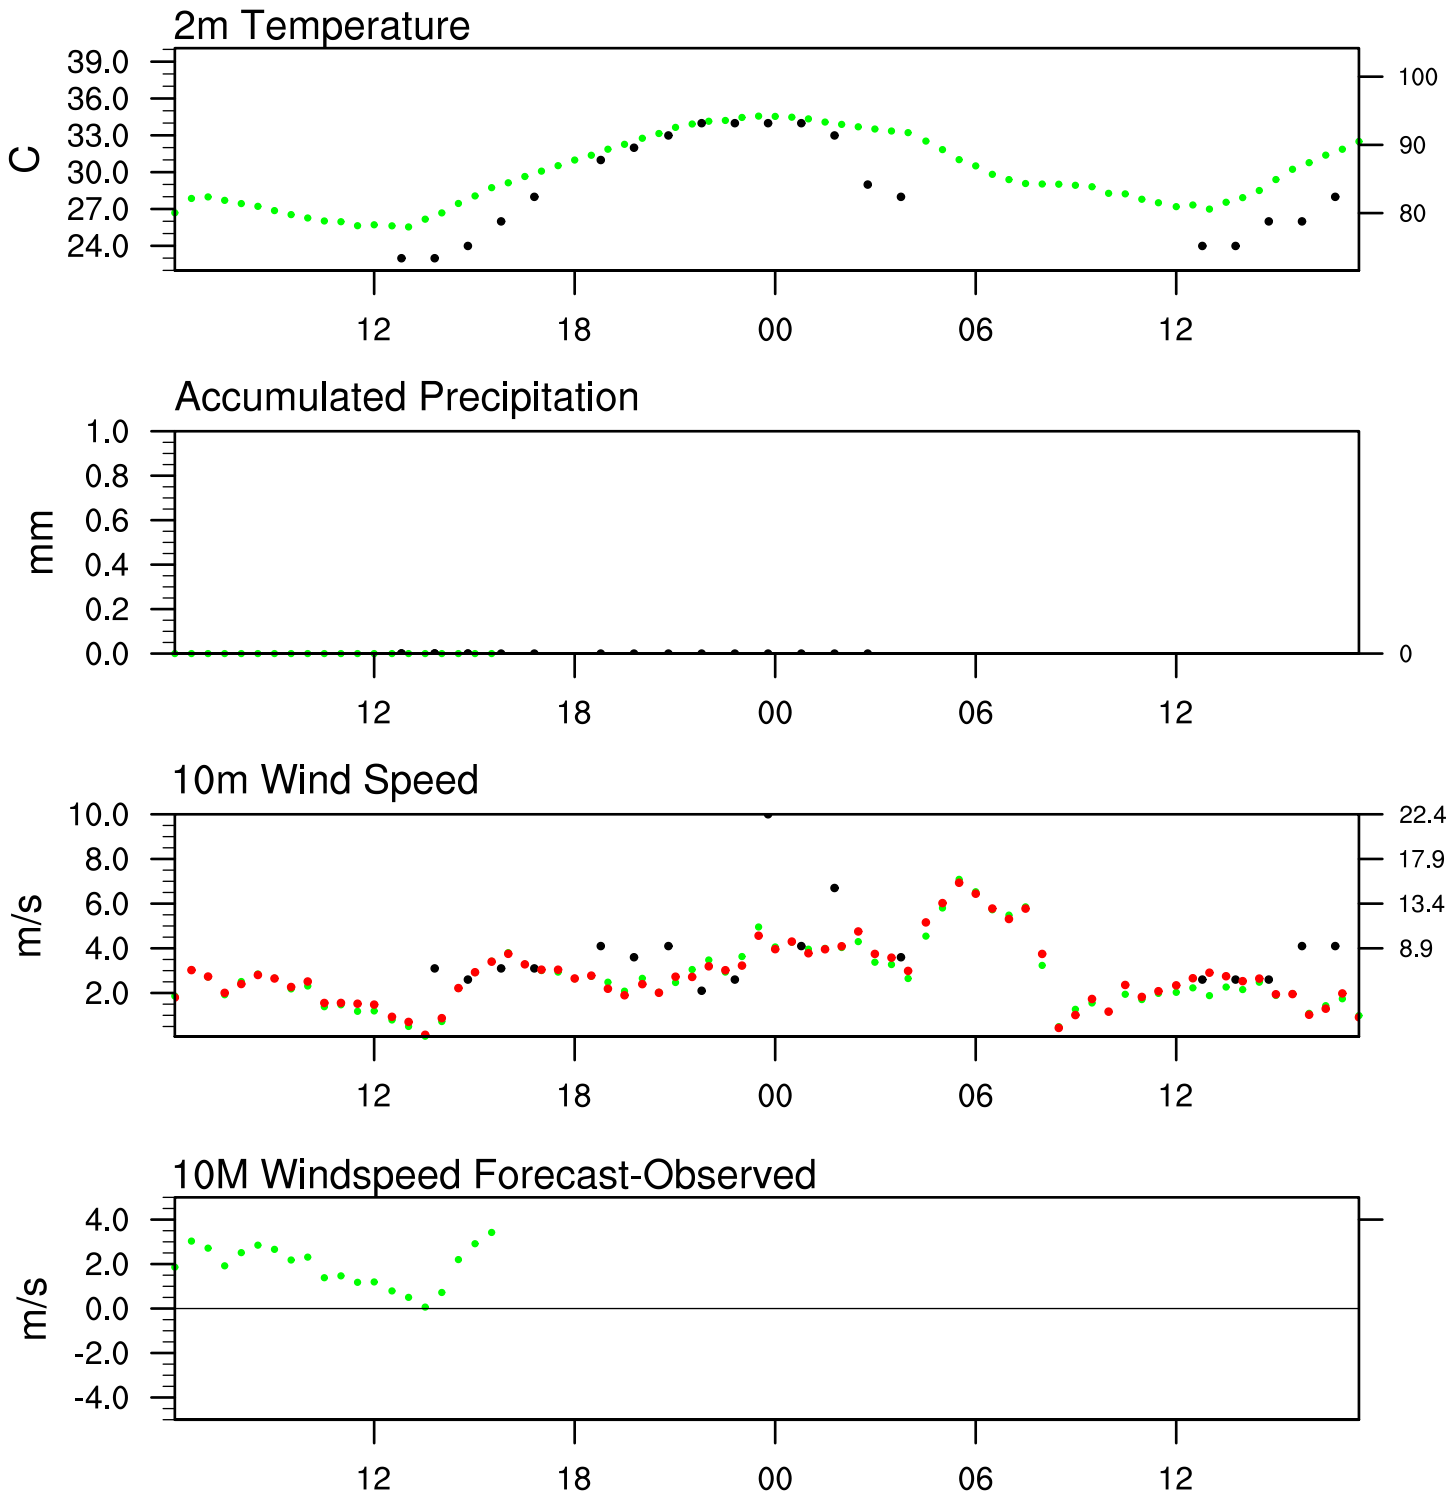 2m Temperature
39.0
36.0
33.0
30.0
27.0
24.0
C
100
90
80
12 18 00 06 12
Accumulated Precipitation
1.0
0.8
0.6
0.4
0.2
0.0
mm
0
12 18 00 06 12
10m Wind Speed
10.0
8.0
6.0
4.0
2.0
m/s
22.4
17.9
13.4
8.9
12 18 00 06 12
10M Windspeed Forecast-Observed
4.0
2.0
0.0
-2.0
-4.0
m/s
12 18 00 06 12